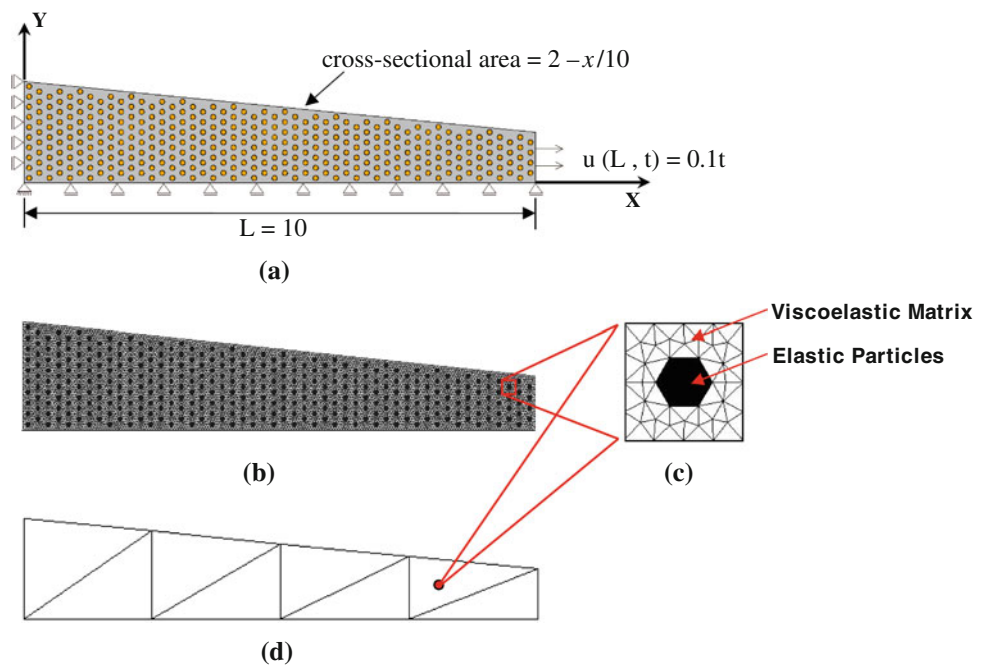 Y
cross-sectional area = 2 – x/10
u (L , t) = 0.1t
X
L = 10
(a)
Viscoelastic Matrix
Elastic Particles
(b)
(c)
(d)